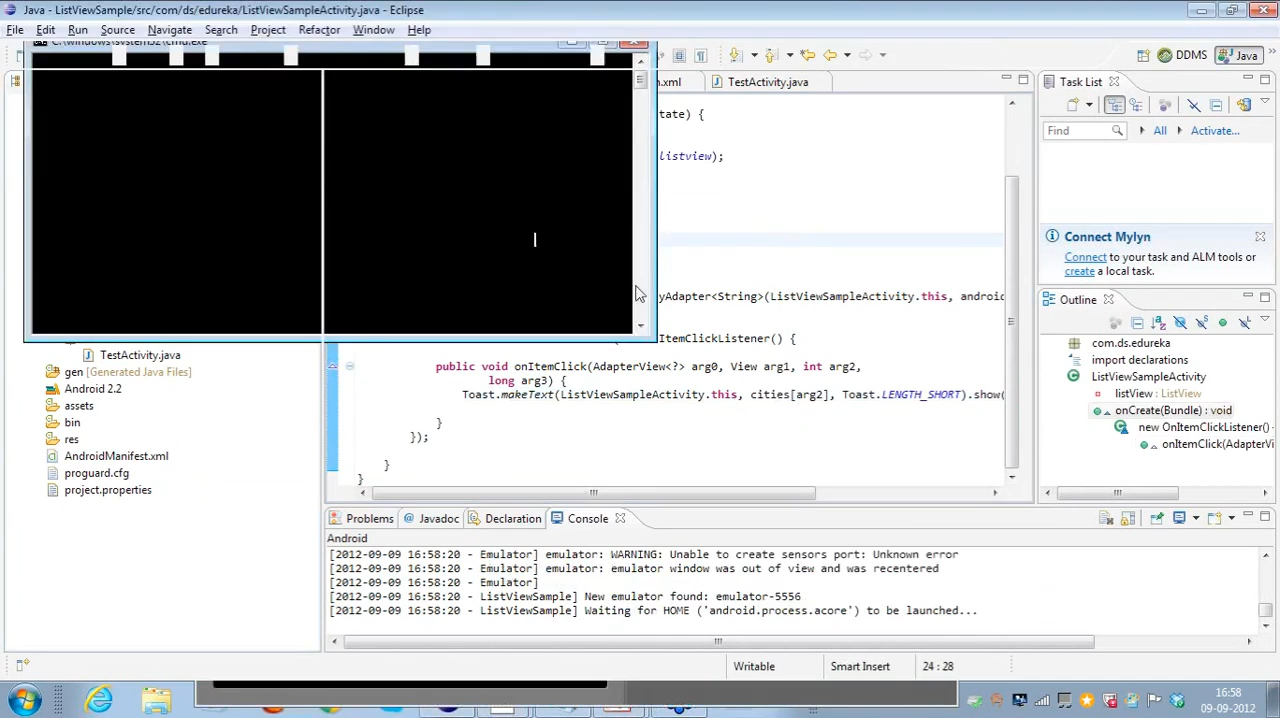 Java - ListViewSample/src/com/ds/edureka/ListViewSampleActivity.java - Eclipse
File Edit Run Source Navigate Search Project Refactor Window Help
C:\windows\system32\cmd.exe
DDMS Java
n.xml TestActivity.java
Task List
Find All Activate...
tate) {
listview);
Connect Mylyn
Connect to your task and ALM tools or
create a local task.
yAdapter<String>(ListViewSampleActivity.this, android
ItemClickListener() {
public void onItemClick(AdapterView<?> arg0, View arg1, int arg2,
long arg3) {
Toast.makeText(ListViewSampleActivity.this, cities[arg2], Toast.LENGTH_SHORT).show(
}
});
}
}
Outline
com.ds.edureka
import declarations
ListViewSampleActivity
listView : ListView
onCreate(Bundle) : void
new OnItemClickListener()
onItemClick(AdapterVi
TestActivity.java
gen [Generated Java Files]
Android 2.2
assets
bin
res
AndroidManifest.xml
proguard.cfg
project.properties
Problems Javadoc Declaration Console
Android
[2012-09-09 16:58:20 - Emulator] emulator: WARNING: Unable to create sensors port: Unknown error
[2012-09-09 16:58:20 - Emulator] emulator: emulator window was out of view and was recentered
[2012-09-09 16:58:20 - Emulator]
[2012-09-09 16:58:20 - ListViewSample] New emulator found: emulator-5556
[2012-09-09 16:58:20 - ListViewSample] Waiting for HOME ('android.process.acore') to be launched...
Writable Smart Insert 24 : 28
16:58
09-09-2012